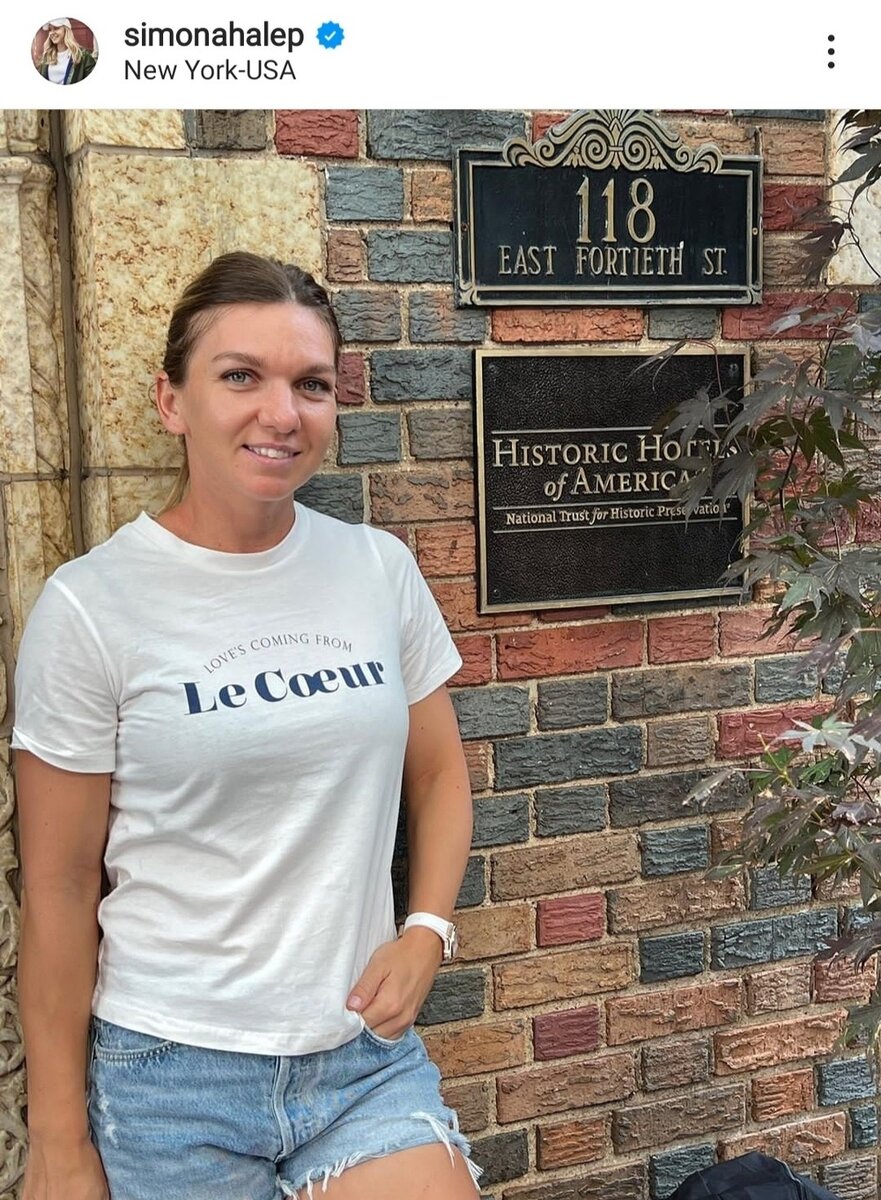 simonahalep
New York-USA
118
EAST FORTIETH ST.
HISTORIC HOTELS
of AMERICA
National Trust for Historic Preservation
LOVE'S COMING FROM
Le Cœur